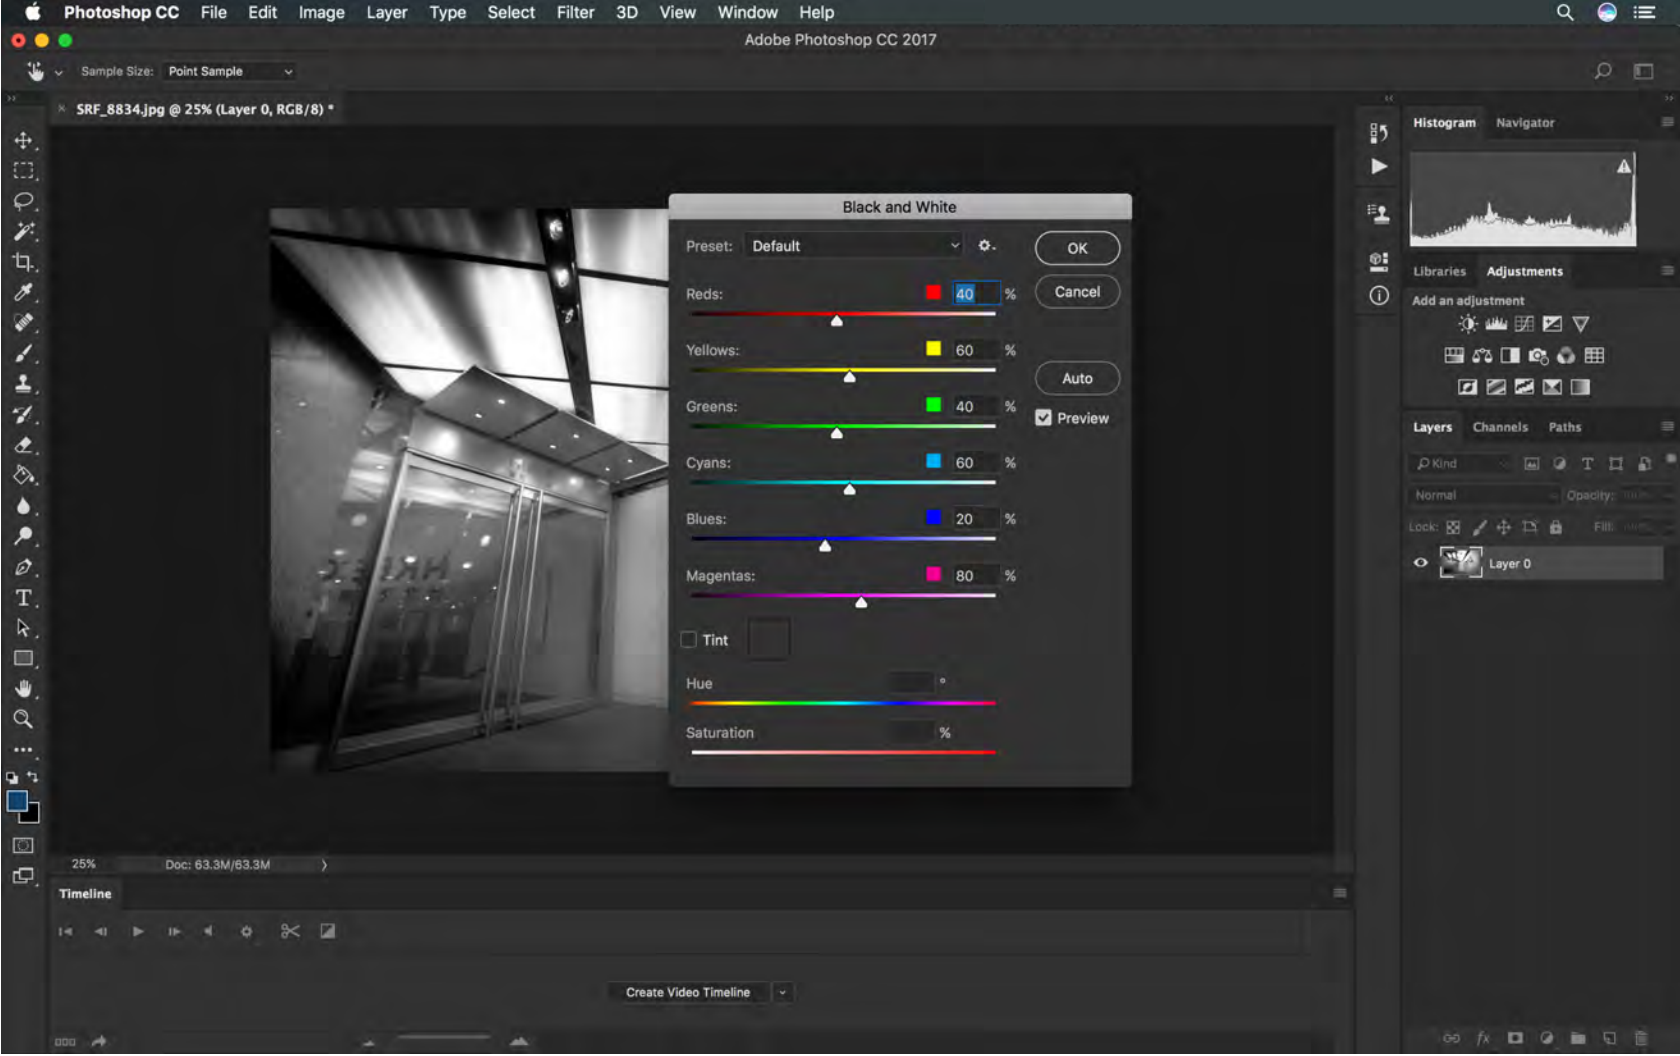 Photoshop CC File Edit Image Layer Type Select Filter 3D View Window Help
Adobe Photoshop CC 2017
Sample Size: Point Sample
SRF_8834.jpg @ 25% (Layer 0, RGB/8) *
Histogram Navigator
Black and White
Preset: Default
OK
Reds: 40 %
Cancel
Yellows: 60 %
Auto
Greens: 40 %
Preview
Cyans: 60 %
Blues: 20 %
Magentas: 80 %
Tint
Hue °
Saturation %
Libraries Adjustments
Add an adjustment
Layers Channels Paths
Kind
Normal Opacity:
Lock: Fill:
Layer 0
25% Doc: 63.3M/63.3M
Timeline
Create Video Timeline